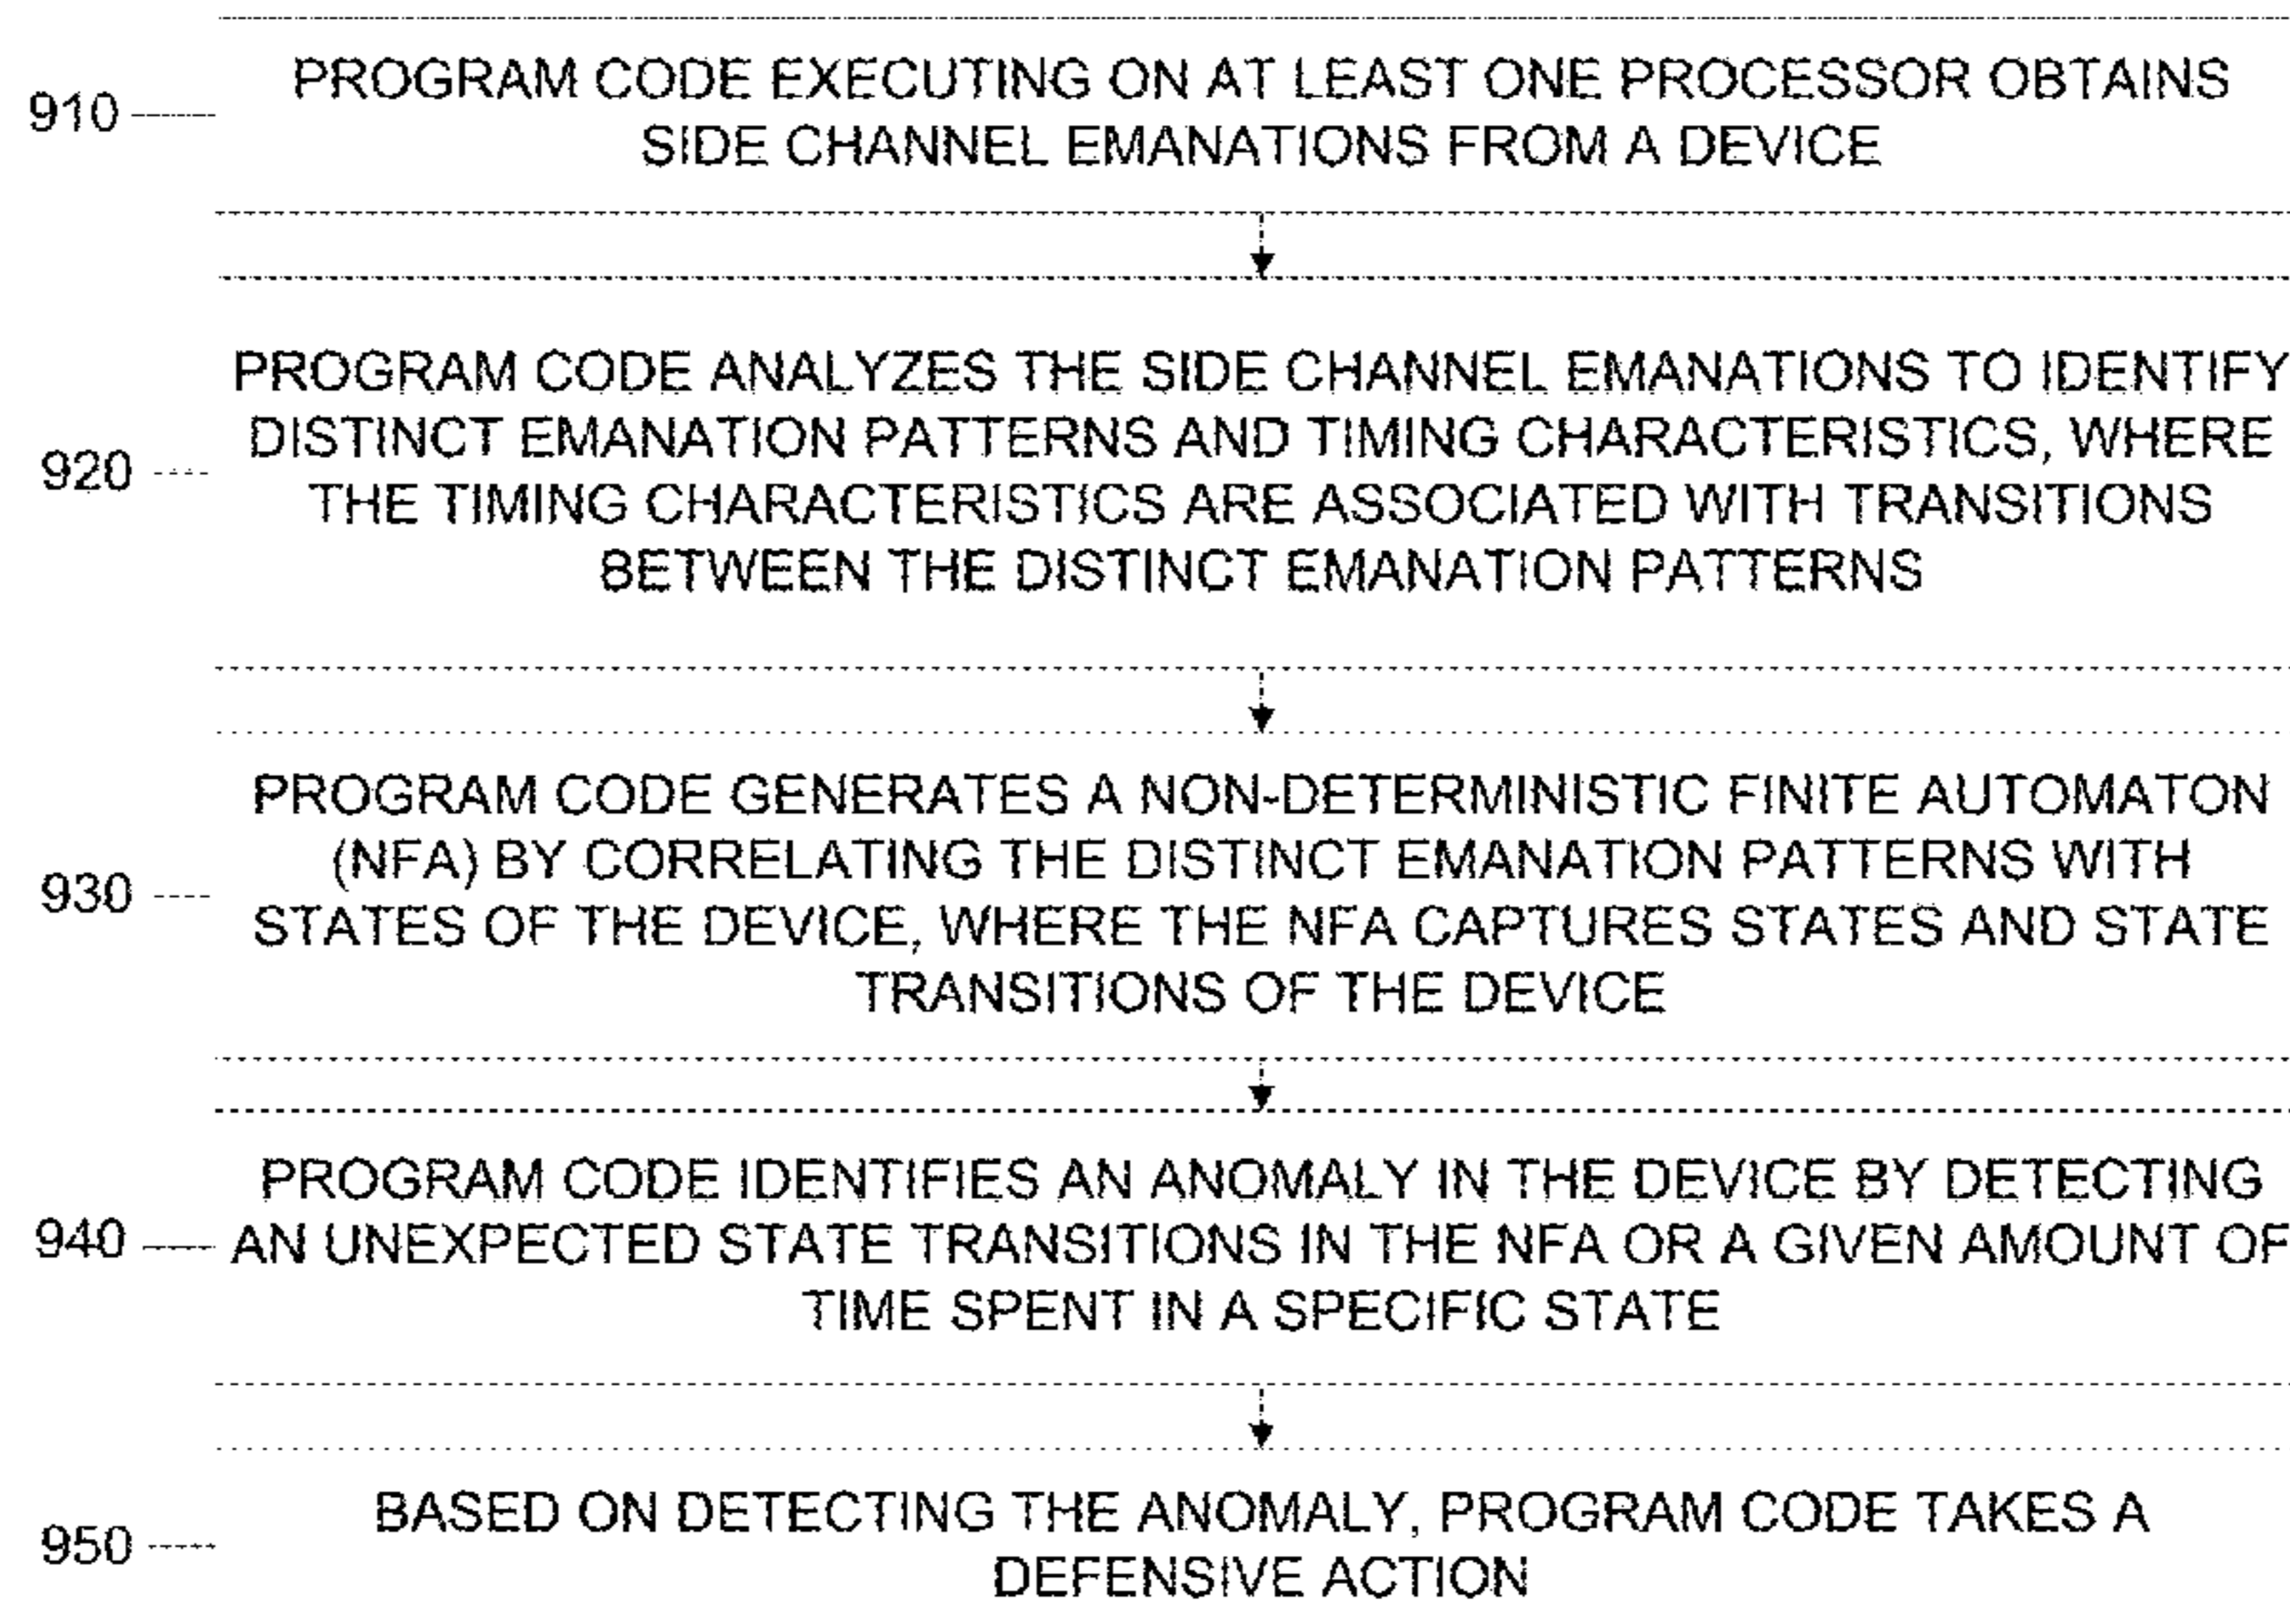 910
PROGRAM CODE EXECUTING ON AT LEAST ONE PROCESSOR OBTAINS
SIDE CHANNEL EMANATIONS FROM A DEVICE
920
PROGRAM CODE ANALYZES THE SIDE CHANNEL EMANATIONS TO IDENTIFY
DISTINCT EMANATION PATTERNS AND TIMING CHARACTERISTICS, WHERE
THE TIMING CHARACTERISTICS ARE ASSOCIATED WITH TRANSITIONS
BETWEEN THE DISTINCT EMANATION PATTERNS
930
PROGRAM CODE GENERATES A NON-DETERMINISTIC FINITE AUTOMATON
(NFA) BY CORRELATING THE DISTINCT EMANATION PATTERNS WITH
STATES OF THE DEVICE, WHERE THE NFA CAPTURES STATES AND STATE
TRANSITIONS OF THE DEVICE
940
PROGRAM CODE IDENTIFIES AN ANOMALY IN THE DEVICE BY DETECTING
AN UNEXPECTED STATE TRANSITIONS IN THE NFA OR A GIVEN AMOUNT OF
TIME SPENT IN A SPECIFIC STATE
950
BASED ON DETECTING THE ANOMALY, PROGRAM CODE TAKES A
DEFENSIVE ACTION